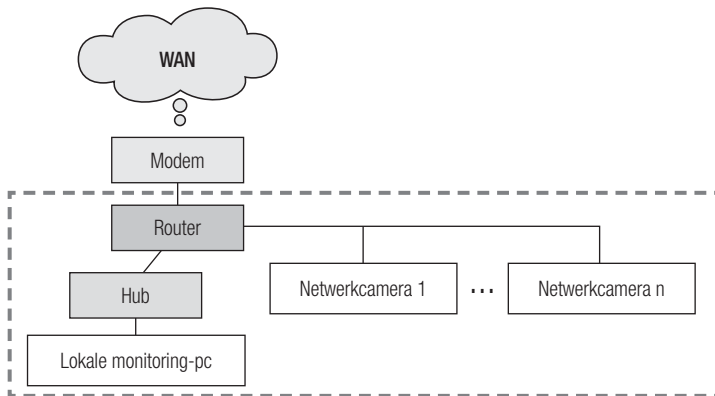 WAN
Modem
Router
Netwerkcamera 1
...
Netwerkcamera n
Hub
Lokale monitoring-pc